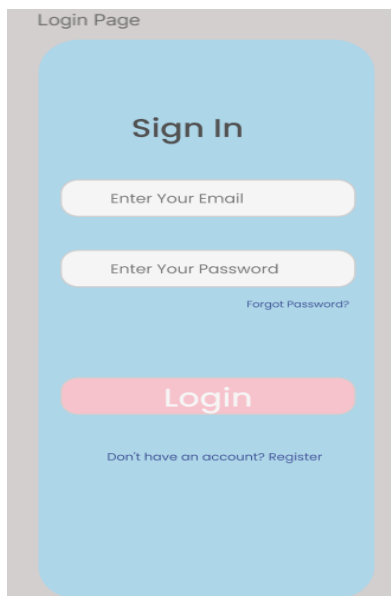 Login Page
Sign In
Enter Your Email
Enter Your Password
Forgot Password?
Login
Don't have an account? Register